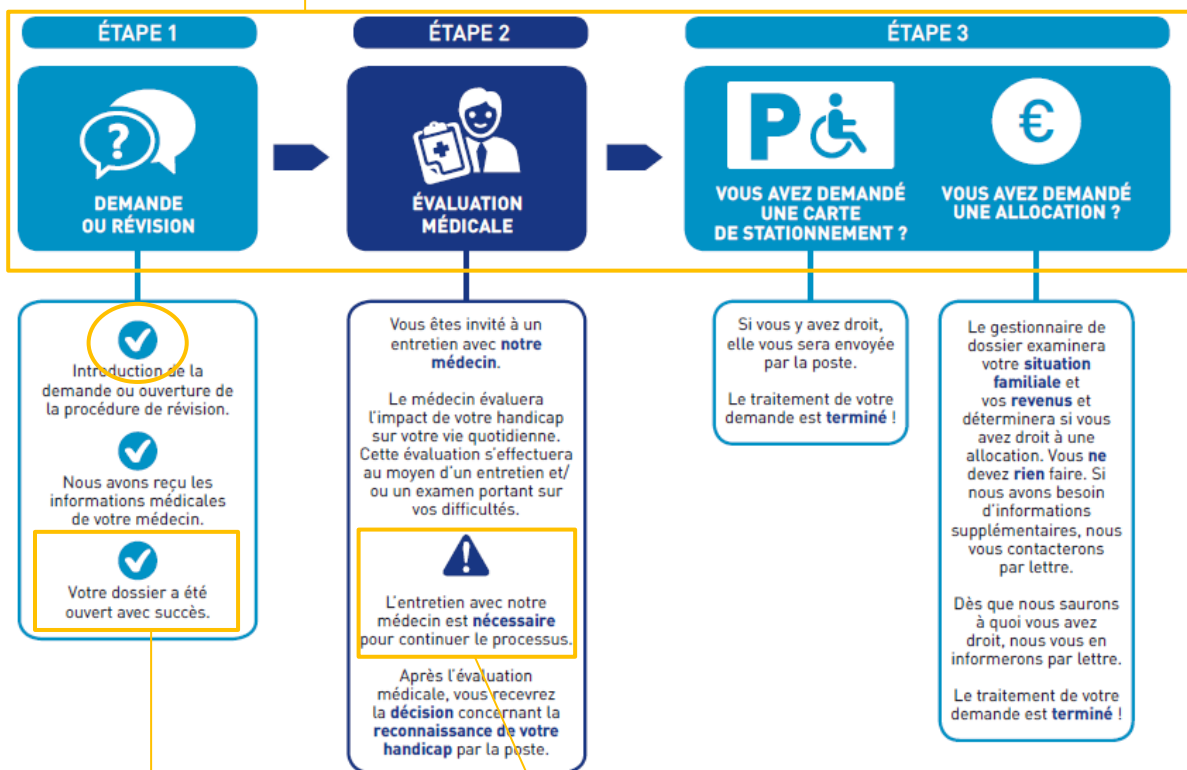 ÉTAPE 1
?
DEMANDE
OU RÉVISION
Introduction de la
demande ou ouverture de
la procédure de révision.
Nous avons reçu les
informations médicales
de votre médecin.
Votre dossier a été
ouvert avec succès.
ÉTAPE 2
ÉVALUATION
MÉDICALE
Vous êtes invité à un
entretien avec notre
médecin.
Le médecin évaluera
l'impact de votre handicap
sur votre vie quotidienne.
Cette évaluation s'effectuera
au moyen d'un entretien et/
ou un examen portant sur
vos difficultés.
!
L'entretien avec notre
médecin est nécessaire
pour continuer le processus.
Après l'évaluation
médicale, vous recevrez
la décision concernant la
reconnaissance de votre
handicap par la poste.
ÉTAPE 3
P
VOUS AVEZ DEMANDÉ
UNE CARTE
DE STATIONNEMENT ?
Si vous y avez droit,
elle vous sera envoyée
par la poste.
Le traitement de votre
demande est terminé !
€
VOUS AVEZ DEMANDÉ
UNE ALLOCATION ?
Le gestionnaire de
dossier examinera
votre situation
familiale et
vos revenus et
déterminera si vous
avez droit à une
allocation. Vous ne
devez rien faire. Si
nous avons besoin
d'informations
supplémentaires, nous
vous contacterons
par lettre.
Dès que nous saurons
à quoi vous avez
droit, nous vous en
informerons par lettre.
Le traitement de votre
demande est terminé !